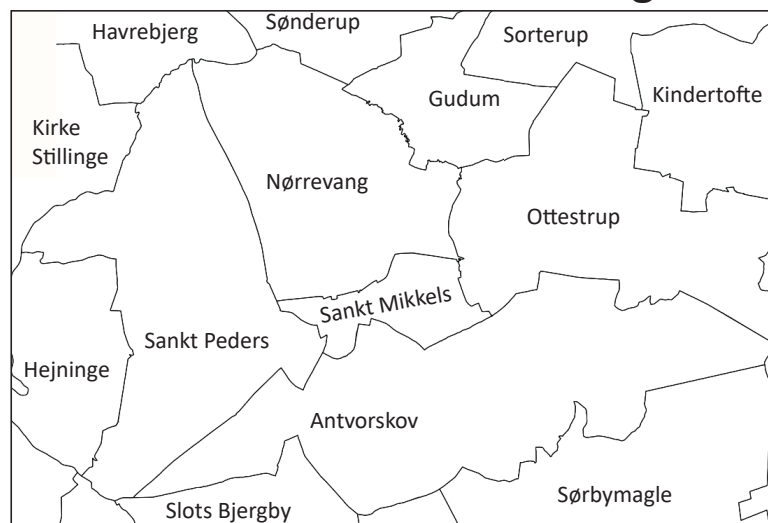 Havrebjerg
Sønderup
Sorterup
Gudum
Kindertofte
Kirke
Stillinge
Nørrevang
Ottestrup
Sankt Mikkels
Sankt Peders
Hejninge
Antvorskov
Slots Bjergby
Sørbymagle